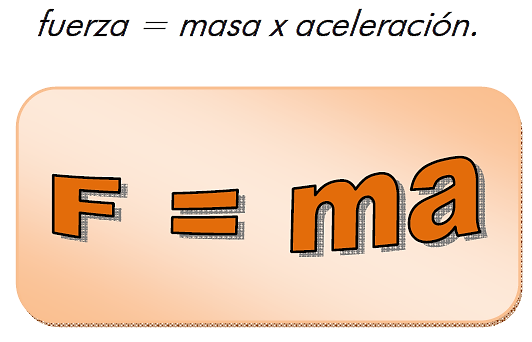 fuerza = masa x aceleración.
F = ma